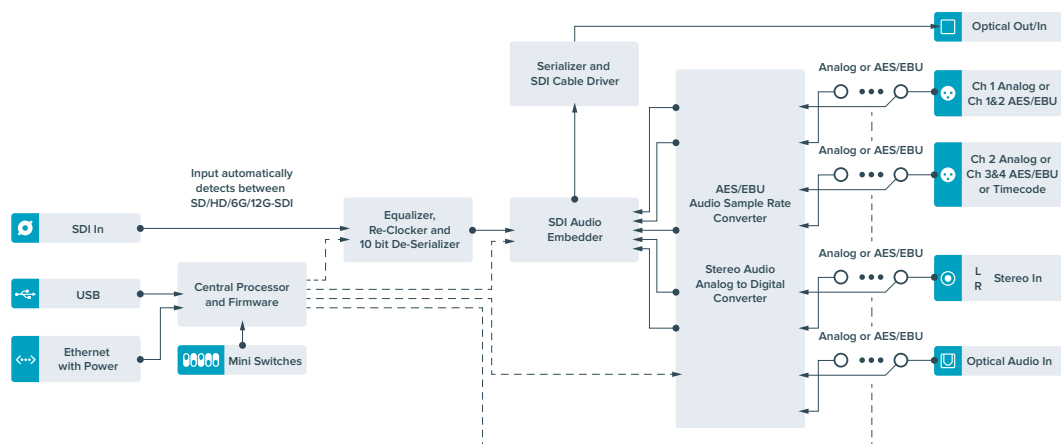 Optical Out/In
Serializer and
SDI Cable Driver
Analog or AES/EBU
Ch 1 Analog or
Ch 1&2 AES/EBU
Analog or AES/EBU
Ch 2 Analog or
Ch 3&4 AES/EBU
or Timecode
Input automatically
detects between
SD/HD/6G/12G-SDI
AES/EBU
Audio Sample Rate
Converter
SDI In
Equalizer,
Re-Clocker and
10 bit De-Serializer
SDI Audio
Embedder
Analog or AES/EBU
L
R
Stereo In
Stereo Audio
Analog to Digital
Converter
USB
Central Processor
and Firmware
Analog or AES/EBU
Ethernet
with Power
Mini Switches
Optical Audio In